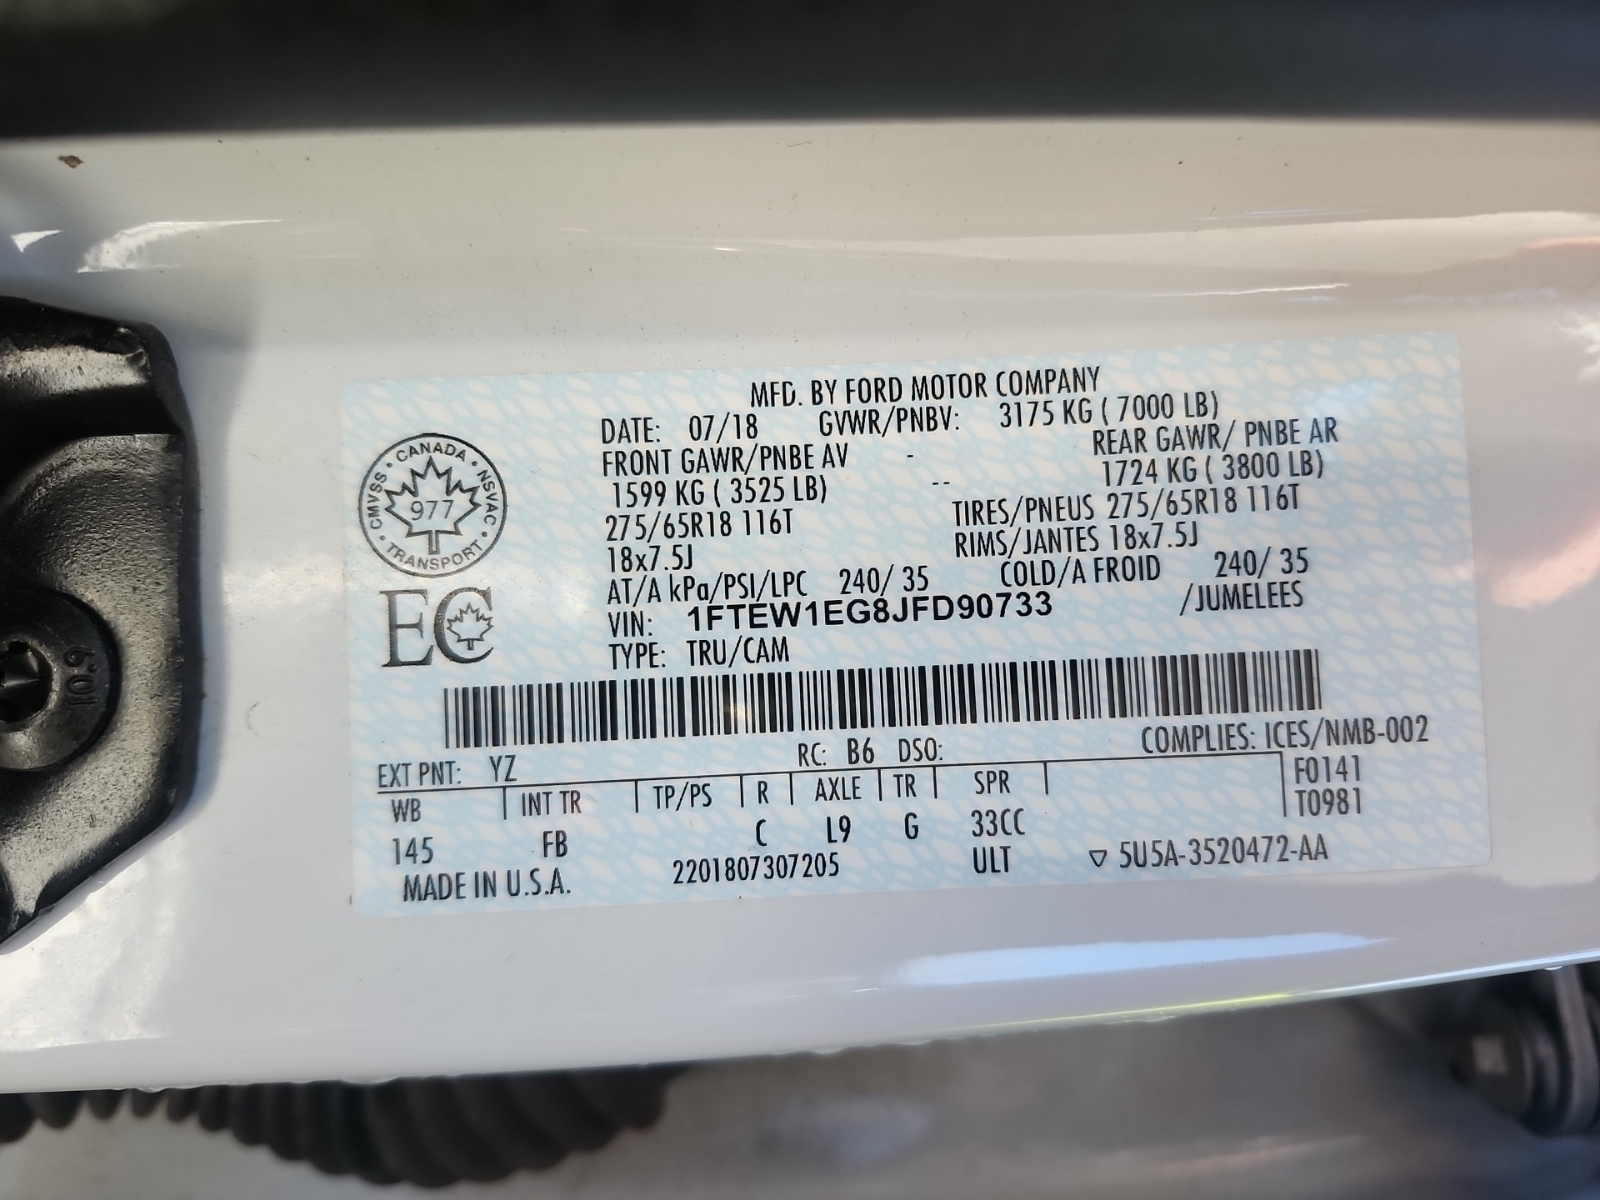 MFD. BY FORD MOTOR COMPANY
DATE: 07/18 GVWR/PNBV: 3175 KG ( 7000 LB)
FRONT GAWR/PNBE AV - REAR GAWR/ PNBE AR
1599 KG ( 3525 LB) -- 1724 KG ( 3800 LB)
275/65R18 116T TIRES/PNEUS 275/65R18 116T
18x7.5J RIMS/JANTES 18x7.5J
AT/A kPa/PSI/LPC 240/ 35 COLD/A FROID 240/ 35
VIN: 1FTEW1EG8JFD90733 /JUMELEES
TYPE: TRU/CAM
CANADA • NSVAC • TRANSPORT • CMVSS •
977
EC
COMPLIES: ICES/NMB-002
EXT PNT: YZ RC: B6 DSO:
WB INT TR TP/PS R AXLE TR SPR F0141
T0981
145 FB C L9 G 33CC
MADE IN U.S.A. 2201807307205 ULT ▽ 5U5A-3520472-AA
10.9